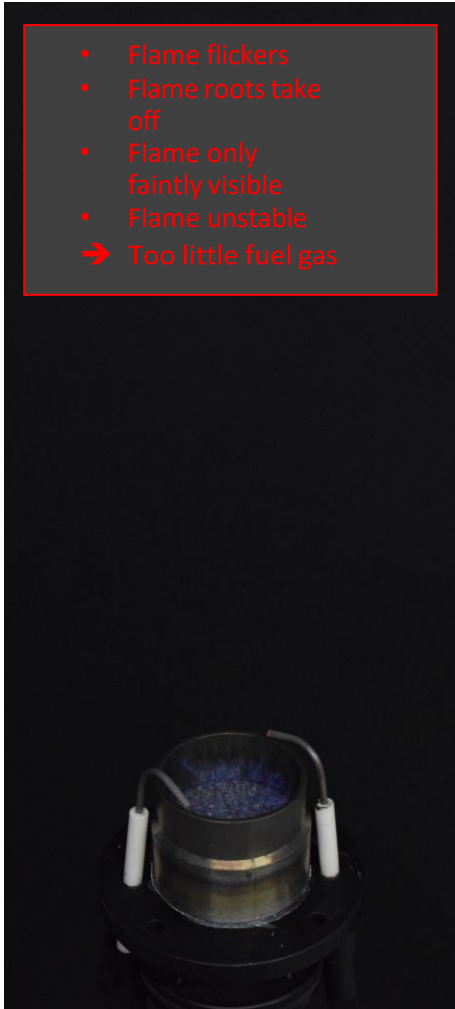 • Flame flickers
• Flame roots take
off
• Flame only
faintly visible
• Flame unstable
➔ Too little fuel gas